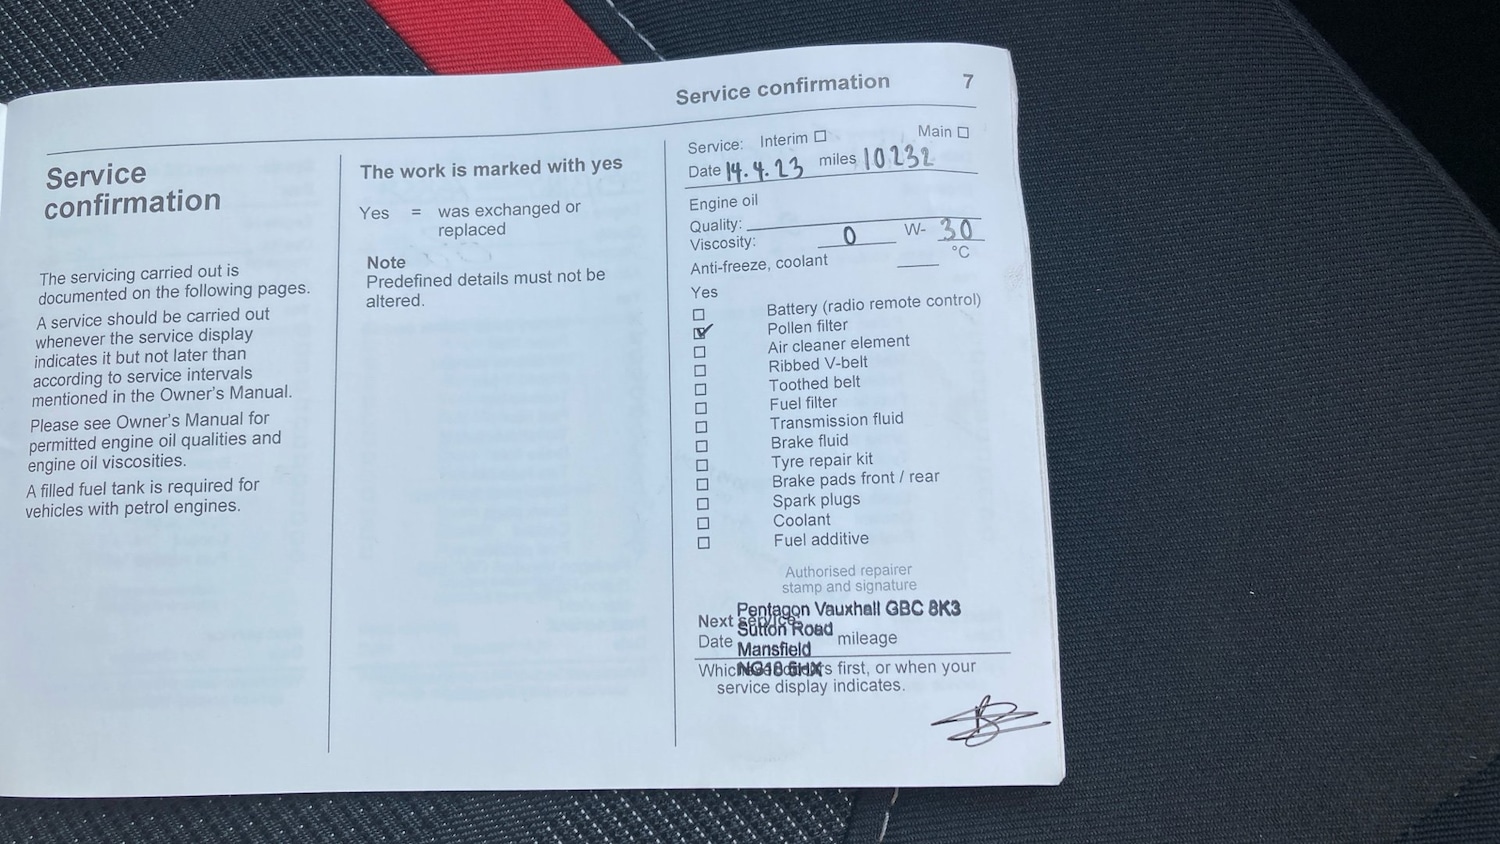 Service confirmation 7
Service
confirmation
The servicing carried out is
documented on the following pages.
A service should be carried out
whenever the service display
indicates it but not later than
according to service intervals
mentioned in the Owner's Manual.
Please see Owner's Manual for
permitted engine oil qualities and
engine oil viscosities.
A filled fuel tank is required for
vehicles with petrol engines.
The work is marked with yes
Yes = was exchanged or
replaced
Note
Predefined details must not be
altered.
Service: Interim ☐ Main ☐
Date 14.4.23 miles 10232
Engine oil
Quality:
Viscosity: 0 W- 30
Anti-freeze, coolant °C
Yes
☐ Battery (radio remote control)
☑ Pollen filter
☐ Air cleaner element
☐ Ribbed V-belt
☐ Toothed belt
☐ Fuel filter
☐ Transmission fluid
☐ Brake fluid
☐ Tyre repair kit
☐ Brake pads front / rear
☐ Spark plugs
☐ Coolant
☐ Fuel additive
Authorised repairer
stamp and signature
Pentagon Vauxhall GBC 8K3
Next service:
Sutton Road
Date mileage
Mansfield
NG18 5HX
first, or when your
service display indicates.